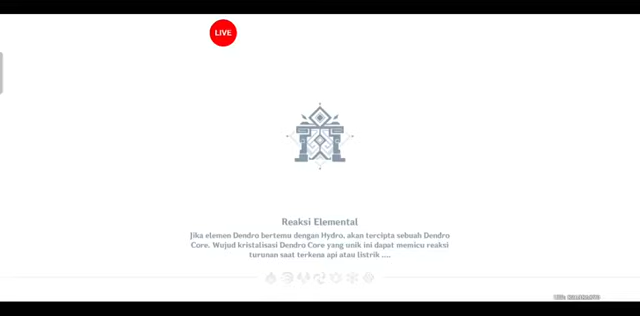 LIVE
Reaksi Elemental
Jika elemen Dendro bertemu dengan Hydro, akan tercipta sebuah Dendro
Core. Wujud kristalisasi Dendro Core yang unik ini dapat memicu reaksi
turunan saat terkena api atau listrik ....